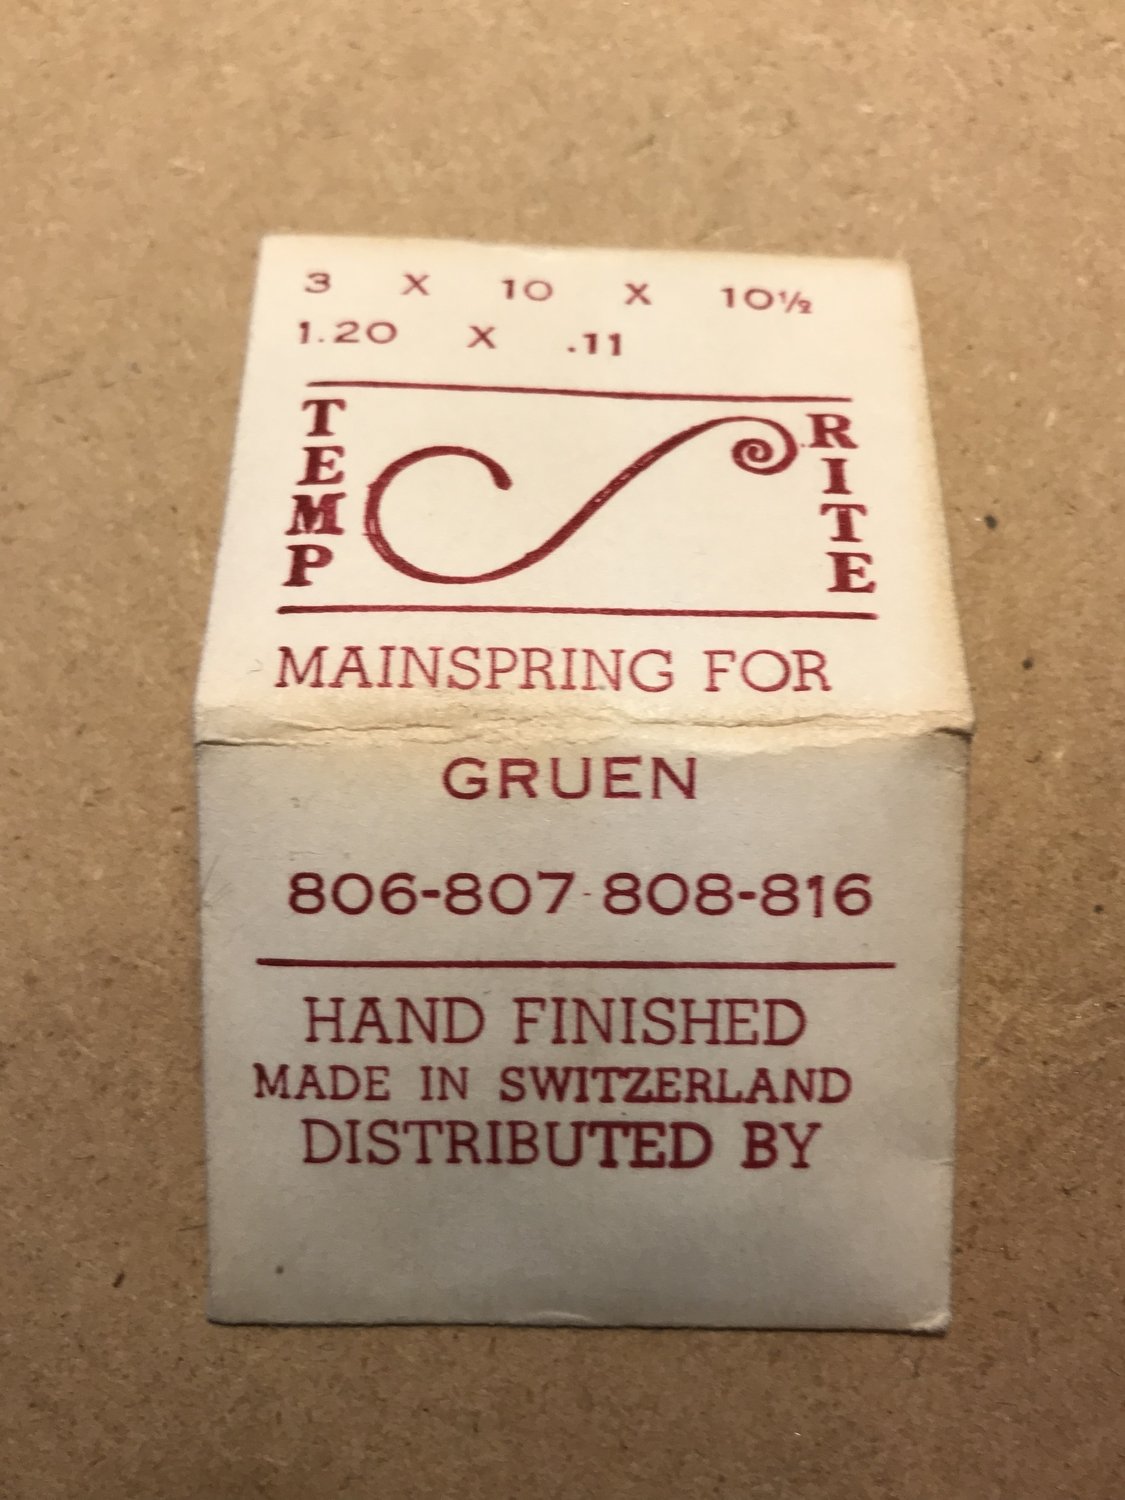 3 X 10 X 10½
1.20 X .11
TEMP
RITE
MAINSPRING FOR
GRUEN
806-807-808-816
HAND FINISHED
MADE IN SWITZERLAND
DISTRIBUTED BY